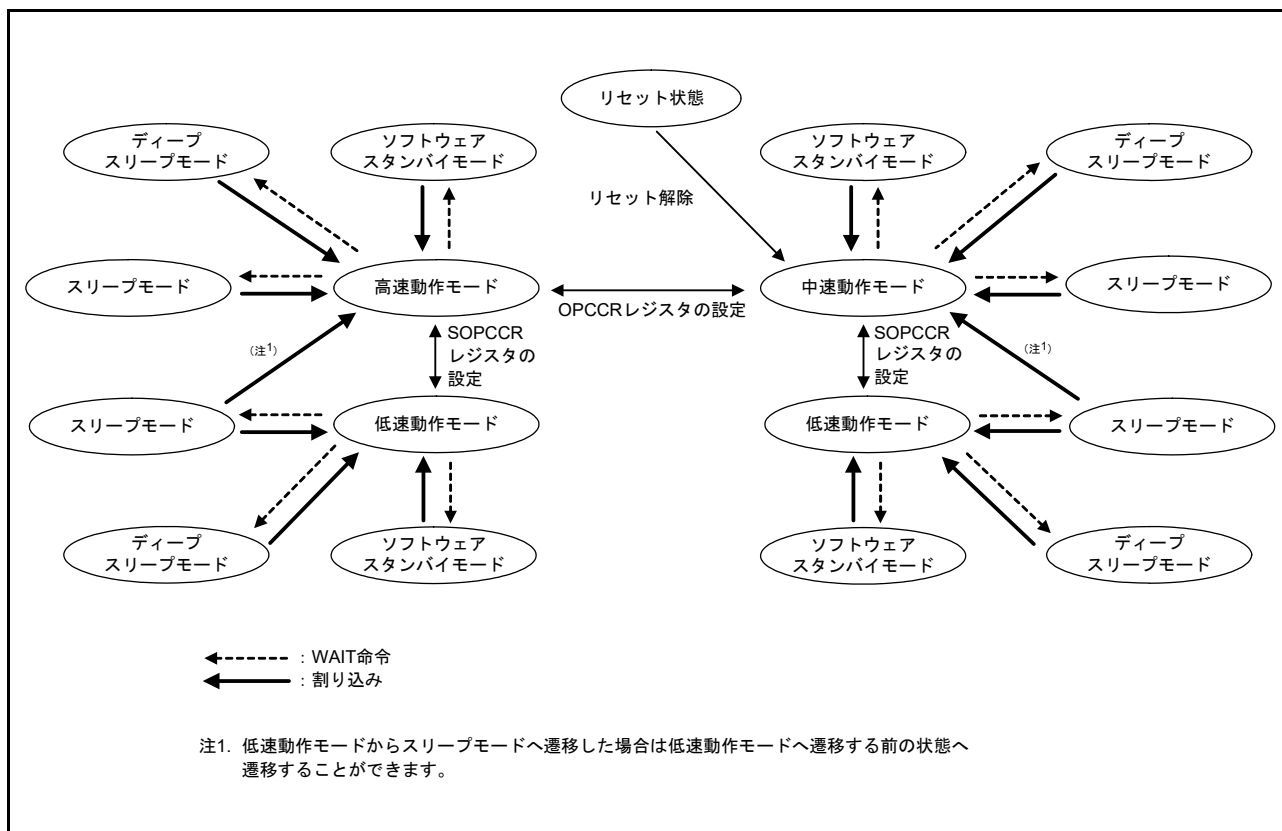 リセット状態
ディープ
スリープモード
ソフトウェア
スタンバイモード
ソフトウェア
スタンバイモード
ディープ
スリープモード
リセット解除
スリープモード
高速動作モード
中速動作モード
スリープモード
OPCCRレジスタの設定
SOPCCR
レジスタの
設定
SOPCCR
レジスタの
設定
（注1）
（注1）
スリープモード
低速動作モード
低速動作モード
スリープモード
ディープ
スリープモード
ソフトウェア
スタンバイモード
ソフトウェア
スタンバイモード
ディープ
スリープモード
：WAIT命令
：割り込み
注1. 低速動作モードからスリープモードへ遷移した場合は低速動作モードへ遷移する前の状態へ
遷移することができます。